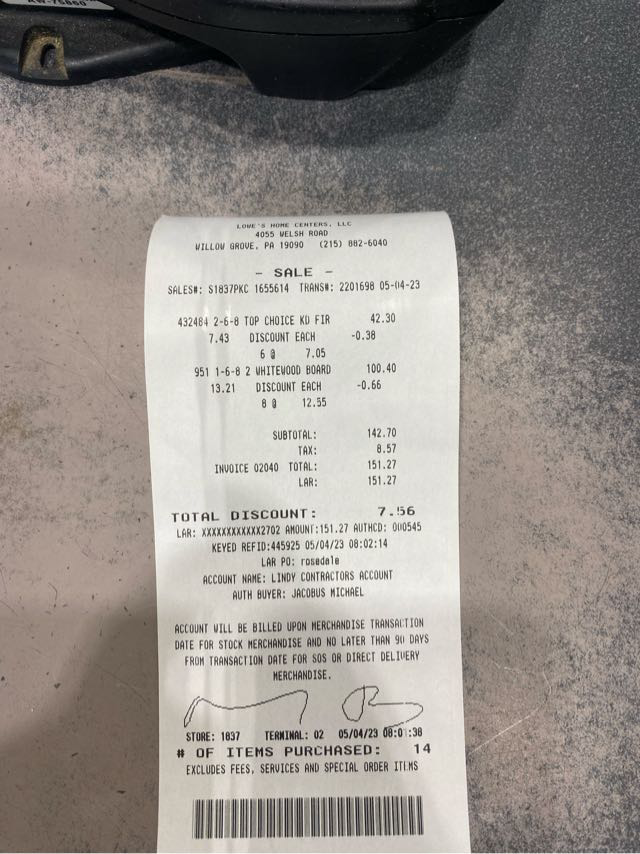 RW-75860
LOWE'S HOME CENTERS, LLC
4055 WELSH ROAD
WILLOW GROVE, PA 19090 (215) 882-6040
- SALE -
SALES#: S1837PKC 1655614 TRANS#: 2201698 05-04-23
432484 2-6-8 TOP CHOICE KD FIR 42.30
7.43 DISCOUNT EACH -0.38
6 @ 7.05
951 1-6-8 2 WHITEWOOD BOARD 100.40
13.21 DISCOUNT EACH -0.66
8 @ 12.55
SUBTOTAL: 142.70
TAX: 8.57
INVOICE 02040 TOTAL: 151.27
LAR: 151.27
TOTAL DISCOUNT: 7.56
LAR: XXXXXXXXXXXX2702 AMOUNT:151.27 AUTHCD: 000545
KEYED REFID:445925 05/04/23 08:02:14
LAR PO: rosedale
ACCOUNT NAME: LINDY CONTRACTORS ACCOUNT
AUTH BUYER: JACOBUS MICHAEL
ACCOUNT WILL BE BILLED UPON MERCHANDISE TRANSACTION
DATE FOR STOCK MERCHANDISE AND NO LATER THAN 90 DAYS
FROM TRANSACTION DATE FOR SOS OR DIRECT DELIVERY
MERCHANDISE.
STORE: 1837 TERMINAL: 02 05/04/23
# OF ITEMS PURCHASED: 14
EXCLUDES FEES, SERVICES AND SPECIAL ORDER ITEMS